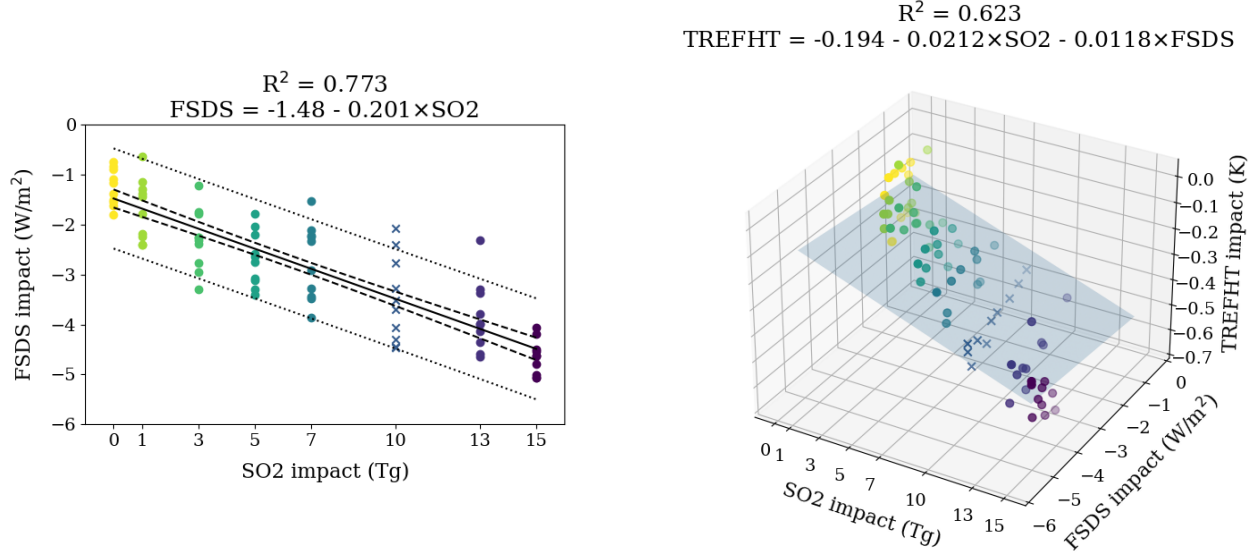 R² = 0.773
FSDS = -1.48 - 0.201×SO2
0
−1
−2
−3
−4
−5
−6
FSDS impact (W/m²)
0 1 3 5 7 10 13 15
SO2 impact (Tg)
R² = 0.623
TREFHT = -0.194 - 0.0212×SO2 - 0.0118×FSDS
0.0
−0.1
−0.2
−0.3
−0.4
−0.5
−0.6
−0.7
TREFHT impact (K)
0
−1
−2
−3
−4
−5
−6
FSDS impact (W/m²)
0 1 3 5 7 10 13 15
SO2 impact (Tg)